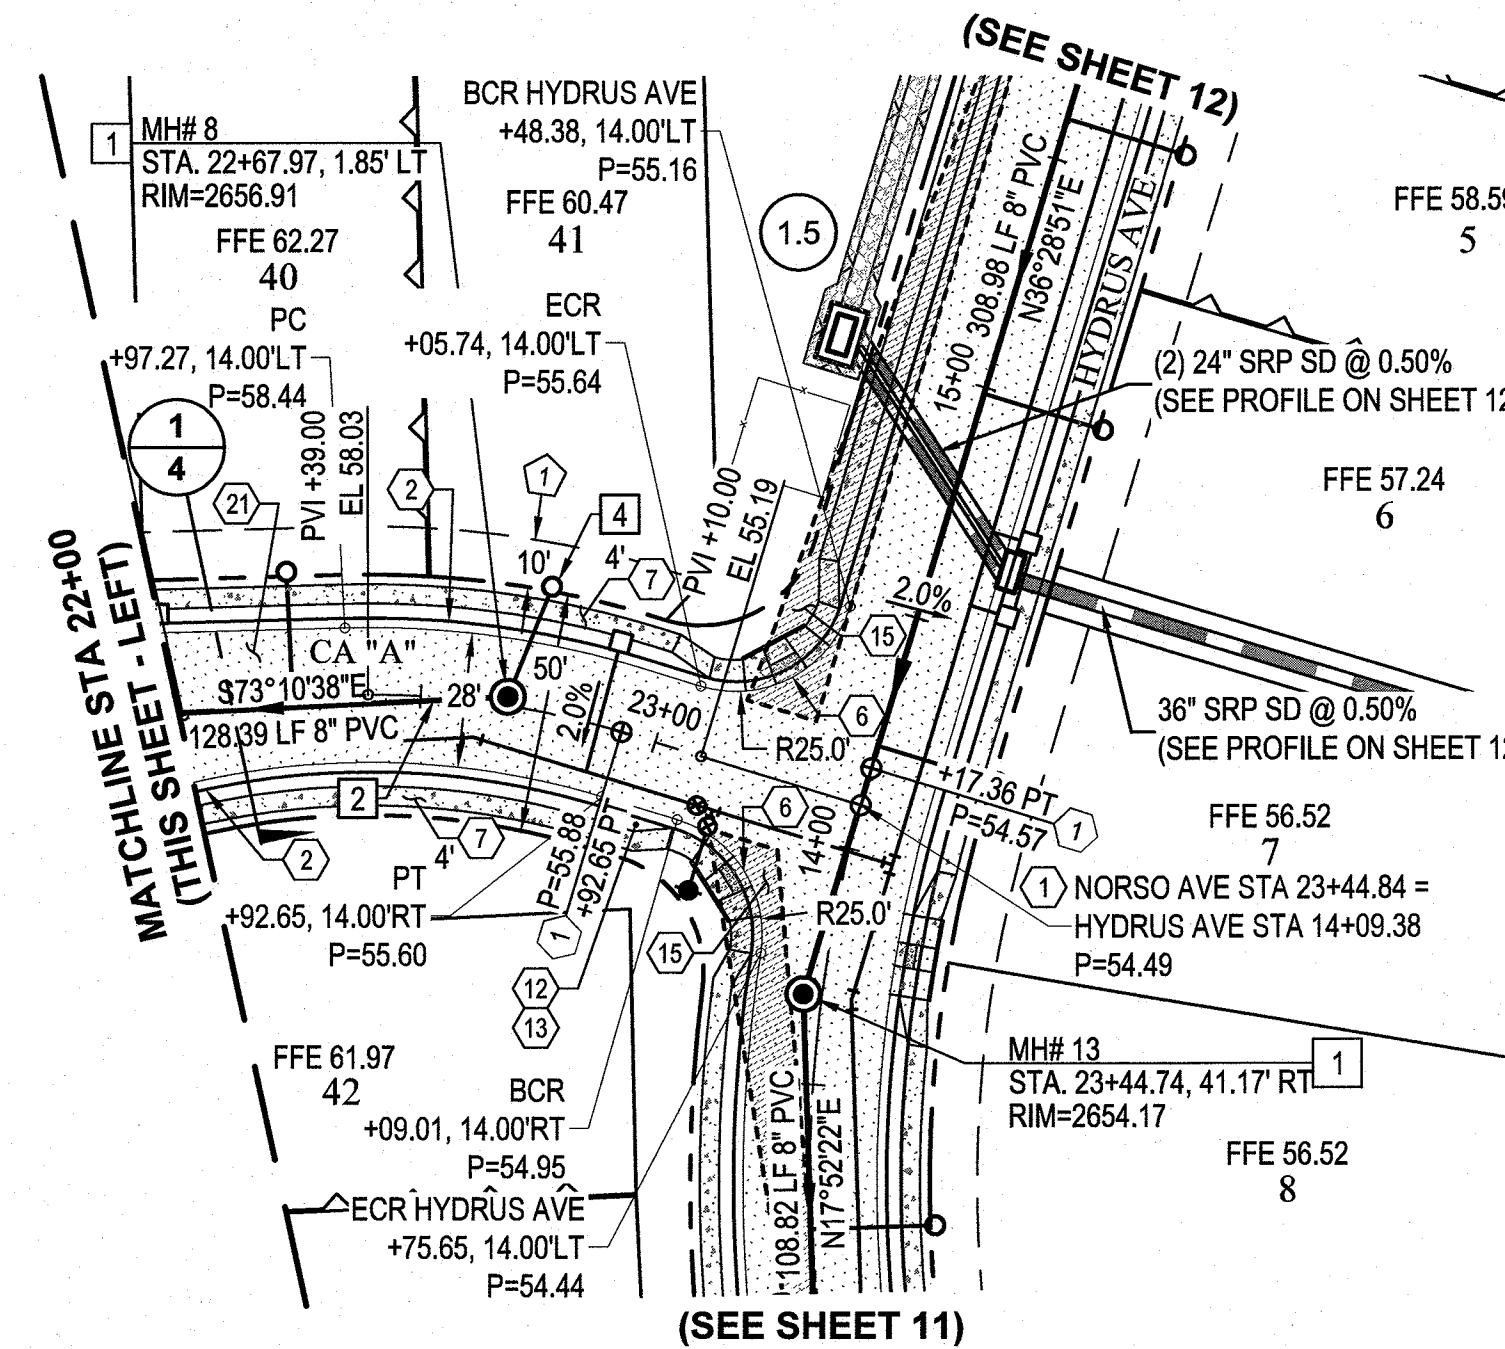 (SEE SHEET 12)
BCR HYDRUS AVE
+48.38, 14.00'LT
P=55.16
1
MH# 8
STA. 22+67.97, 1.85' LT
RIM=2656.91
FFE 60.47
41
FFE 62.27
40
1.5
FFE 58.59
5
308.98 LF 8" PVC
N36°28'51"E
HYDRUS AVE
15+00
PC
+97.27, 14.00'LT
P=58.44
ECR
+05.74, 14.00'LT
P=55.64
(2) 24" SRP SD @ 0.50%
(SEE PROFILE ON SHEET 12
1
4
PVI +39.00
EL 58.03
21
2
1
4
10'
4'
7
PVI +10.00
EL 55.19
FFE 57.24
6
MATCHLINE STA 22+00
(THIS SHEET - LEFT)
CA "A"
S73°10'38"E
128.39 LF 8" PVC
28'
50'
2.0%
23+00
2.0%
15
6
R25.0'
36" SRP SD @ 0.50%
(SEE PROFILE ON SHEET 12
2
7
4'
2
6
14+00
+17.36 PT
P=54.57
1
FFE 56.52
7
P=55.88
+92.65 PT
1
PT
+92.65, 14.00'RT
P=55.60
R25.0'
15
1
NORSO AVE STA 23+44.84 =
HYDRUS AVE STA 14+09.38
P=54.49
12
13
FFE 61.97
42
MH# 13
STA. 23+44.74, 41.17' RT
RIM=2654.17
1
BCR
+09.01, 14.00'RT
P=54.95
108.82 LF 8" PVC
N17°52'22"E
FFE 56.52
8
ECR HYDRUS AVE
+75.65, 14.00'LT
P=54.44
(SEE SHEET 11)